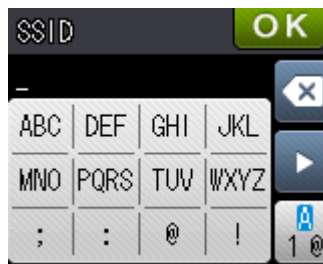 SSID OK
_
ABC DEF GHI JKL
MNO PQRS TUV WXYZ
; : @ !
A
1 @